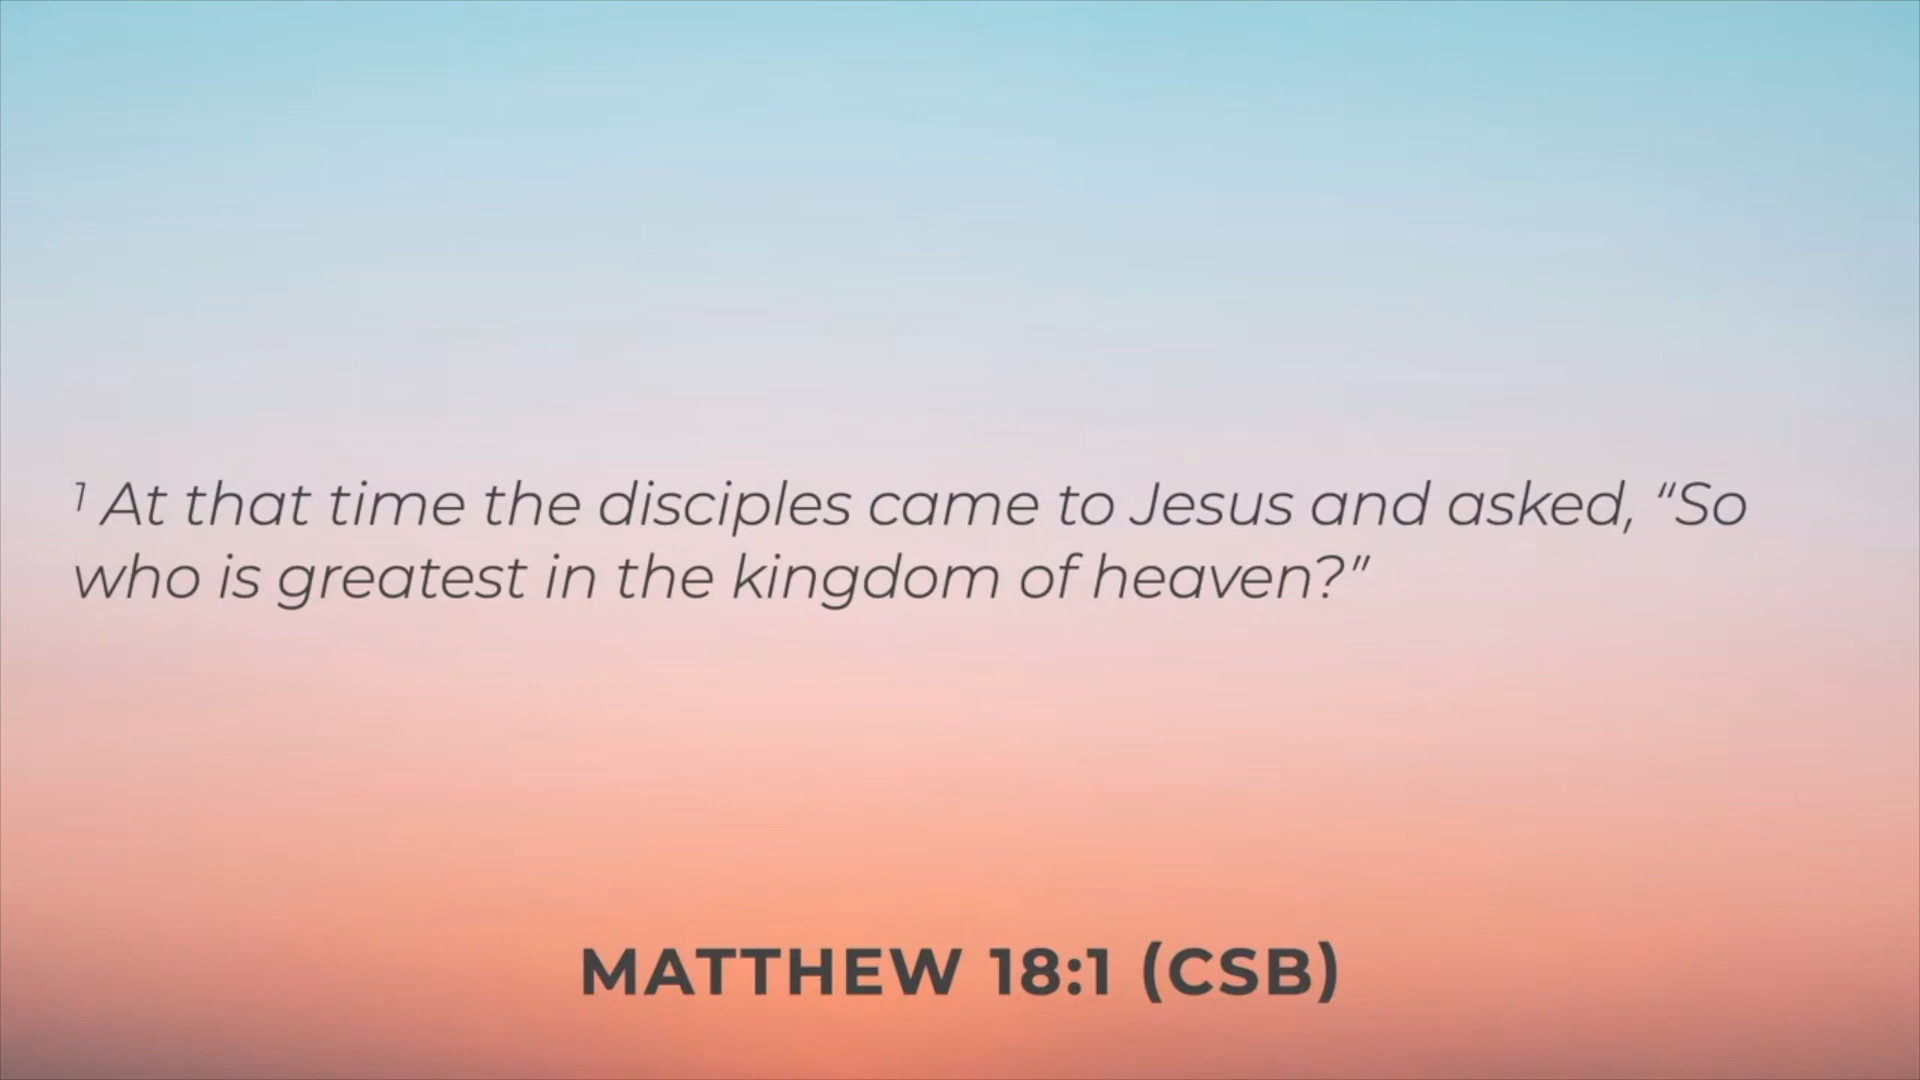 ¹ At that time the disciples came to Jesus and asked, “So
who is greatest in the kingdom of heaven?”
MATTHEW 18:1 (CSB)